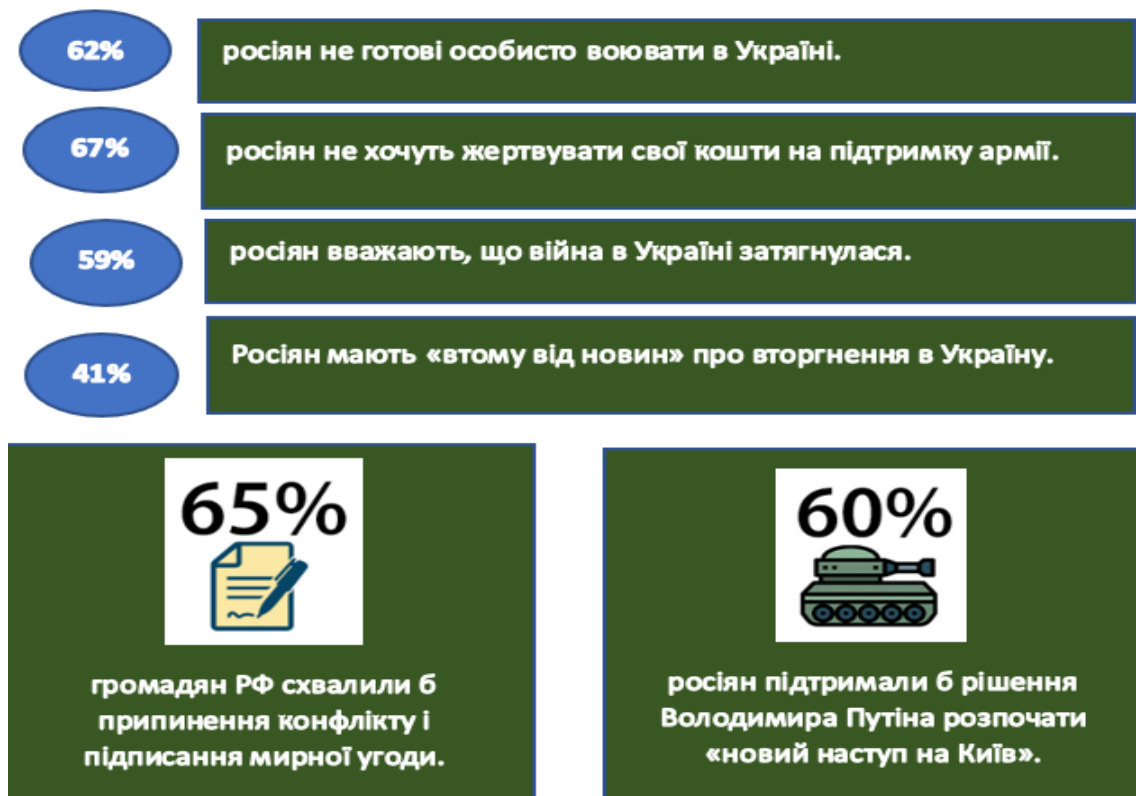 62%
росіян не готові особисто воювати в Україні.
67%
росіян не хочуть жертвувати свої кошти на підтримку армії.
59%
росіян вважають, що війна в Україні затягнулася.
41%
Росіян мають «втому від новин» про вторгнення в Україну.
65%
громадян РФ схвалили б
припинення конфлікту і
підписання мирної угоди.
60%
росіян підтримали б рішення
Володимира Путіна розпочати
«новий наступ на Київ».